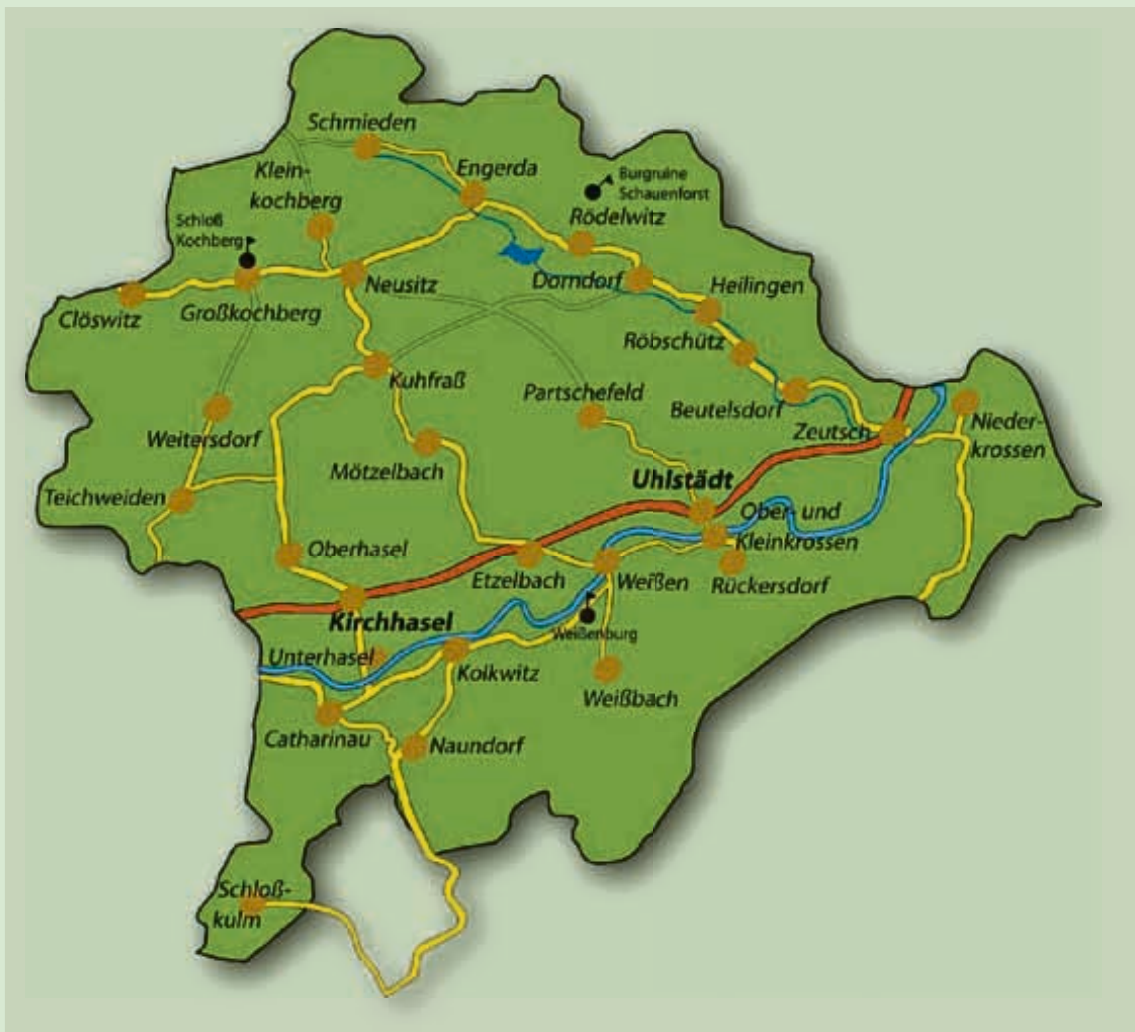 Schmieden
Engerda
Klein-
kochberg
Burgruine
Schauenforst
Rödelwitz
Schloß
Kochberg
Neusitz
Dorndorf
Heilingen
Clöswitz
Großkochberg
Röbschütz
Kuhfraß
Partschefeld
Beutelsdorf
Nieder-
krossen
Zeutsch
Weitersdorf
Mötzelbach
Uhlstädt
Teichweiden
Ober- und
Kleinkrossen
Oberhasel
Etzelbach
Weißen
Rückersdorf
Kirchhasel
Weißenburg
Unterhasel
Kolkwitz
Weißbach
Catharinau
Naundorf
Schloß-
kulm